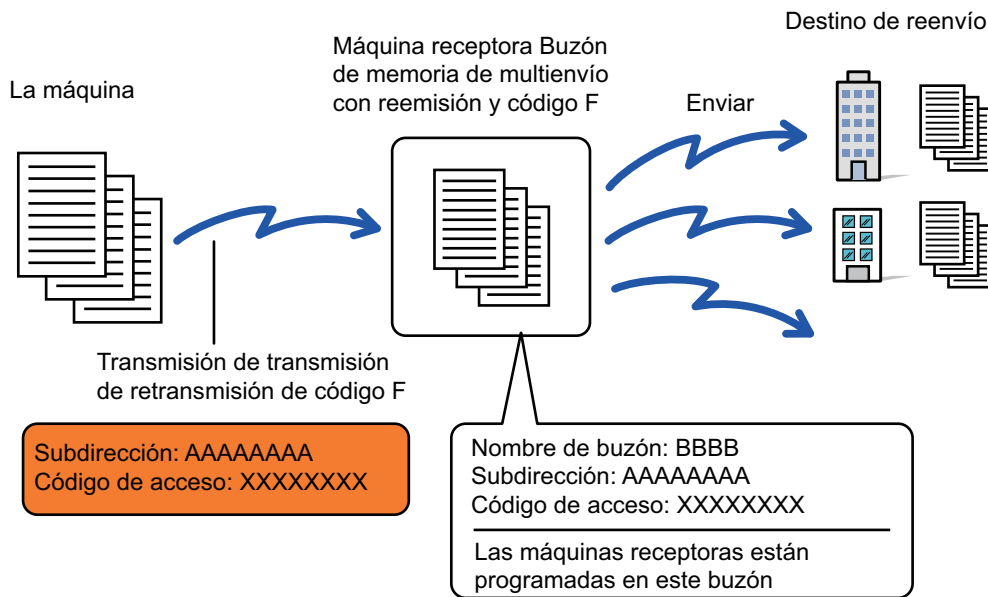 La máquina
Máquina receptora Buzón
de memoria de multienvío
con reemisión y código F
Enviar
Destino de reenvío
Transmisión de transmisión
de retransmisión de código F
Subdirección: AAAAAAAA
Código de acceso: XXXXXXXX
Nombre de buzón: BBBB
Subdirección: AAAAAAAA
Código de acceso: XXXXXXXX
Las máquinas receptoras están
programadas en este buzón